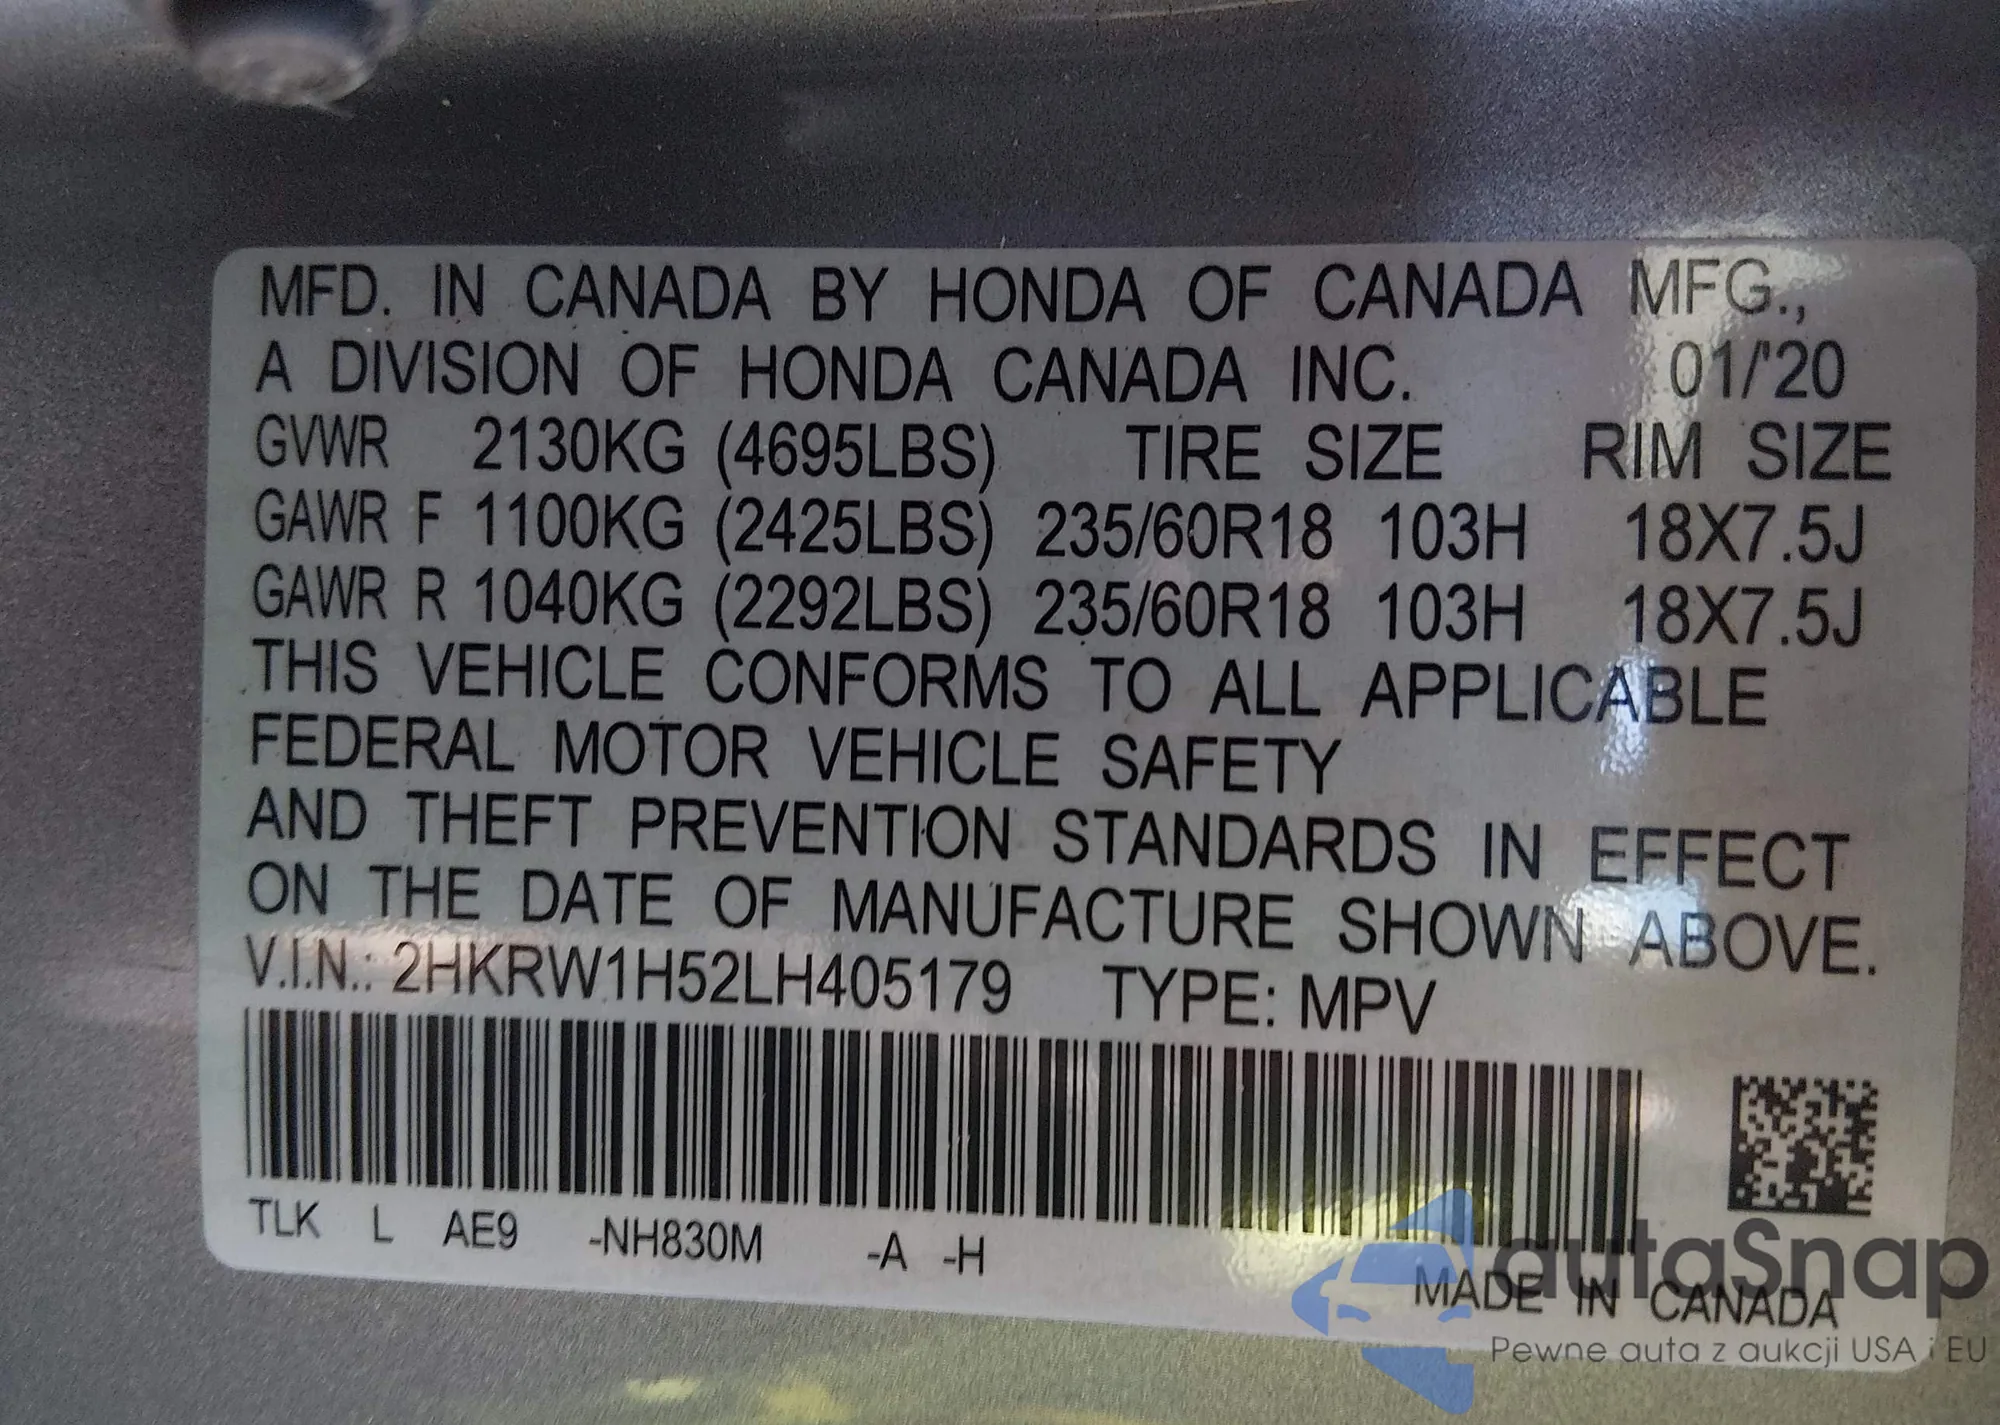 MFD. IN CANADA BY HONDA OF CANADA MFG.,
A DIVISION OF HONDA CANADA INC. 01/'20
GVWR 2130KG (4695LBS) TIRE SIZE RIM SIZE
GAWR F 1100KG (2425LBS) 235/60R18 103H 18X7.5J
GAWR R 1040KG (2292LBS) 235/60R18 103H 18X7.5J
THIS VEHICLE CONFORMS TO ALL APPLICABLE
FEDERAL MOTOR VEHICLE SAFETY
AND THEFT PREVENTION STANDARDS IN EFFECT
ON THE DATE OF MANUFACTURE SHOWN ABOVE.
V.I.N.: 2HKRW1H52LH405179 TYPE: MPV
TLK L AE9 -NH830M -A -H
MADE IN CANADA
autaSnap
Pewne auta z aukcji USA i EU